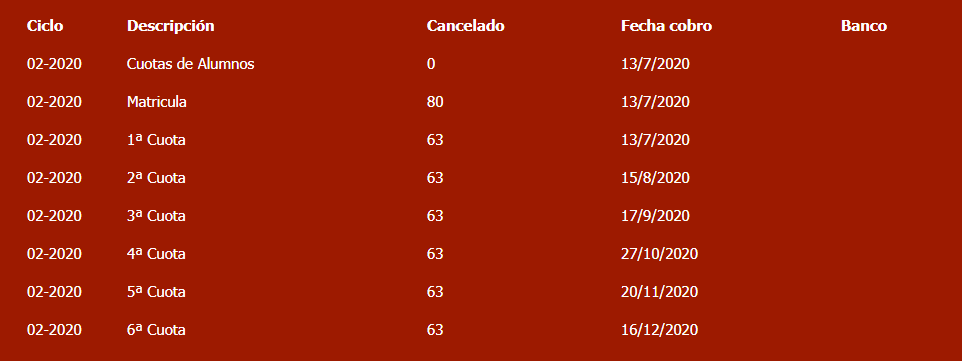 Ciclo Descripción Cancelado Fecha cobro Banco
02-2020 Cuotas de Alumnos 0 13/7/2020
02-2020 Matricula 80 13/7/2020
02-2020 1ª Cuota 63 13/7/2020
02-2020 2ª Cuota 63 15/8/2020
02-2020 3ª Cuota 63 17/9/2020
02-2020 4ª Cuota 63 27/10/2020
02-2020 5ª Cuota 63 20/11/2020
02-2020 6ª Cuota 63 16/12/2020